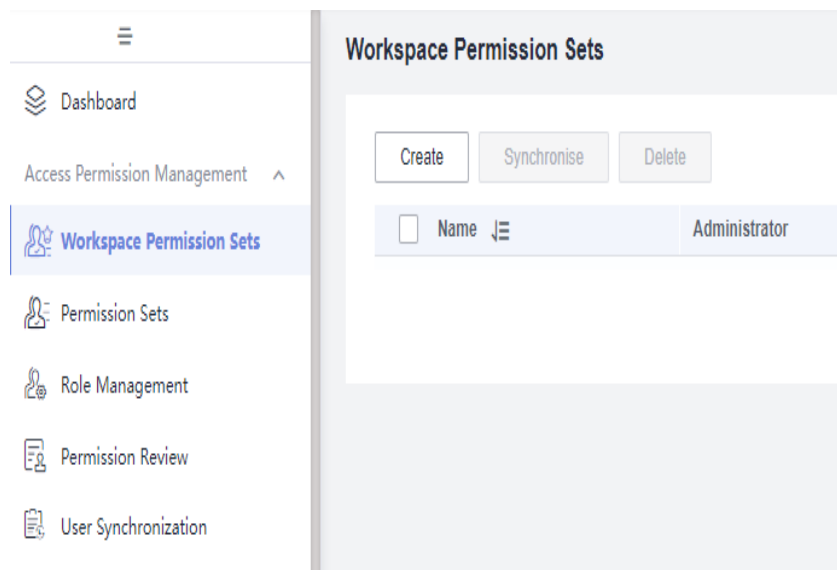 Dashboard
Access Permission Management
Workspace Permission Sets
Permission Sets
Role Management
Permission Review
User Synchronization
Workspace Permission Sets
Create Synchronise Delete
Name Administrator